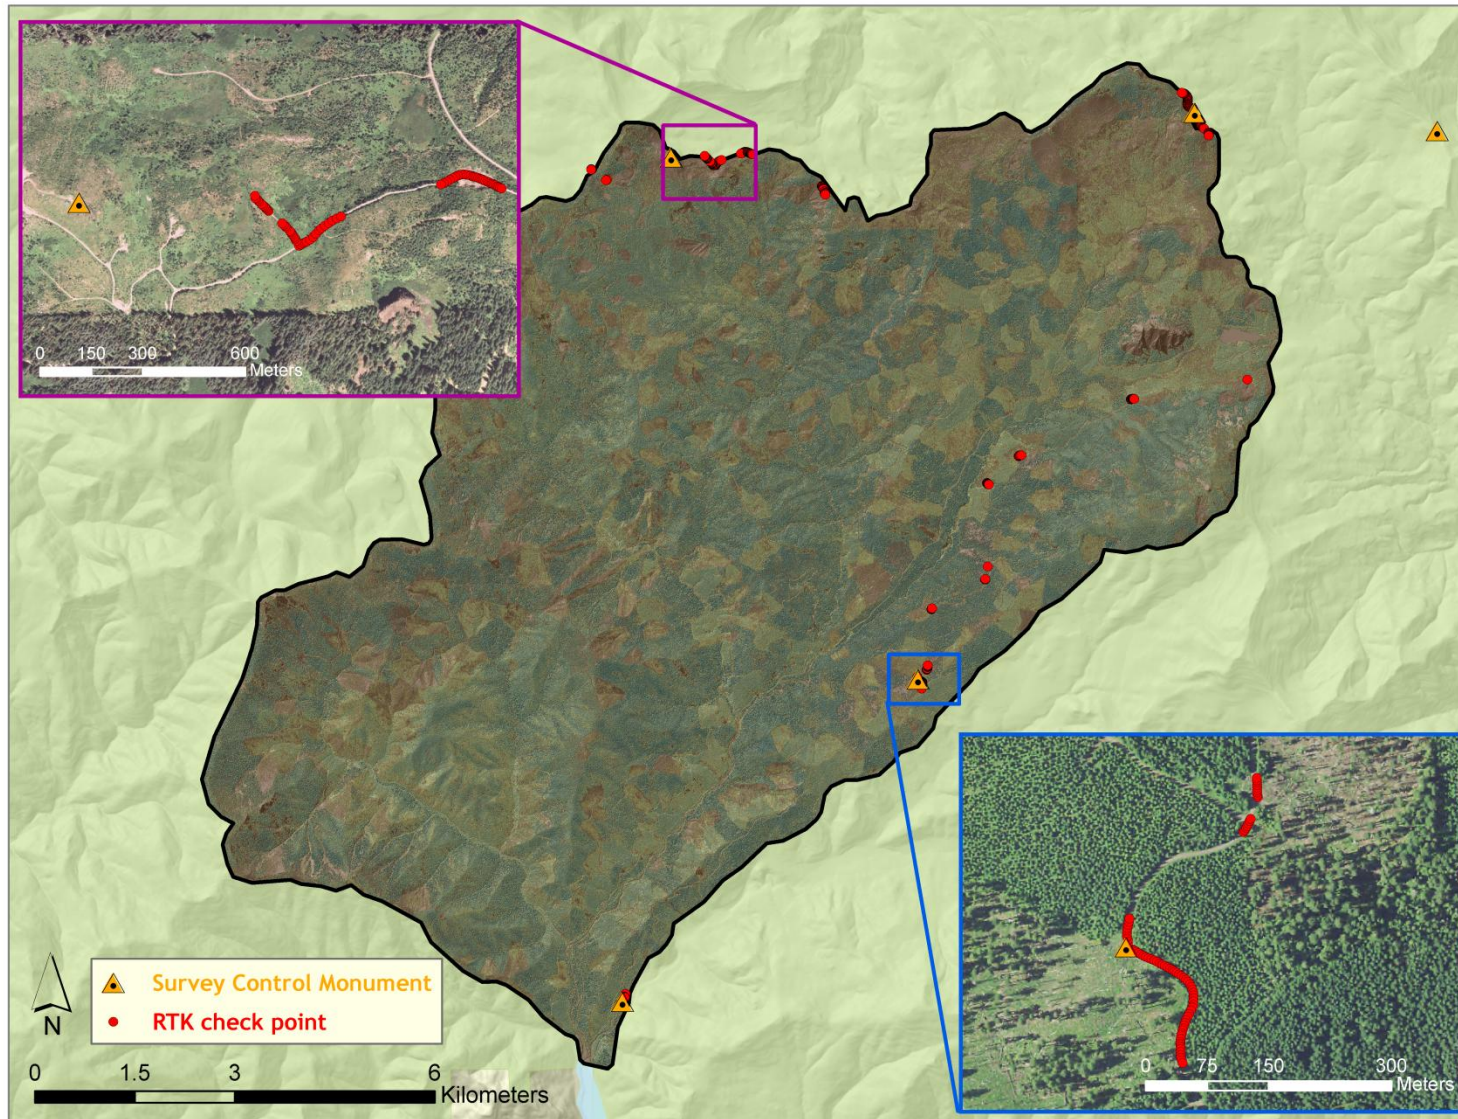 0 150 300 600
Meters
N
Survey Control Monument
RTK check point
0 1.5 3 6
Kilometers
0 75 150 300
Meters